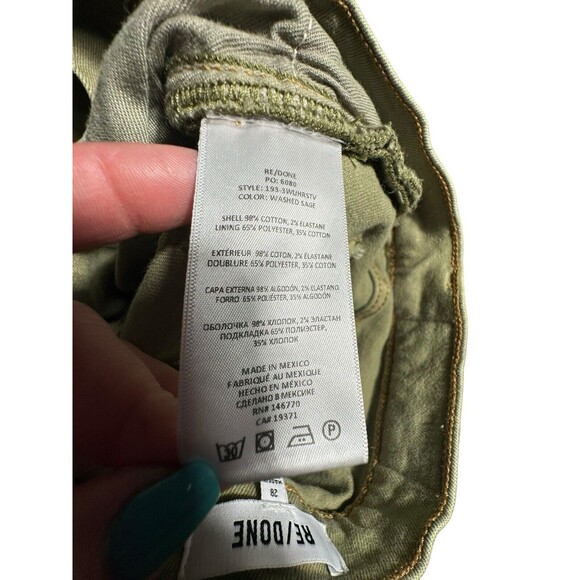 RE/DONE
PO: 6080
STYLE: 193-3WUHRSTV
COLOR: WASHED SAGE
SHELL 98% COTTON, 2% ELASTANE
LINING 65% POLYESTER, 35% COTTON
EXTÉRIEUR 98% COTON, 2% ÉLASTANE
DOUBLURE 65% POLYESTER, 35% COTON
CAPA EXTERNA 98% ALGODÓN, 2% ELASTANO
FORRO 65% POLIÉSTER, 35% ALGODÓN
ОБОЛОЧКА 98% ХЛОПОК, 2% ЭЛАСТАН
ПОДКЛАДКА 65% ПОЛИЭСТЕР,
35% ХЛОПОК
MADE IN MEXICO
FABRIQUÉ AU MEXIQUE
HECHO EN MÉXICO
СДЕЛАНО В МЕКСИКЕ
RN# 146770
CA# 19371
30
P
28
RE/DONE